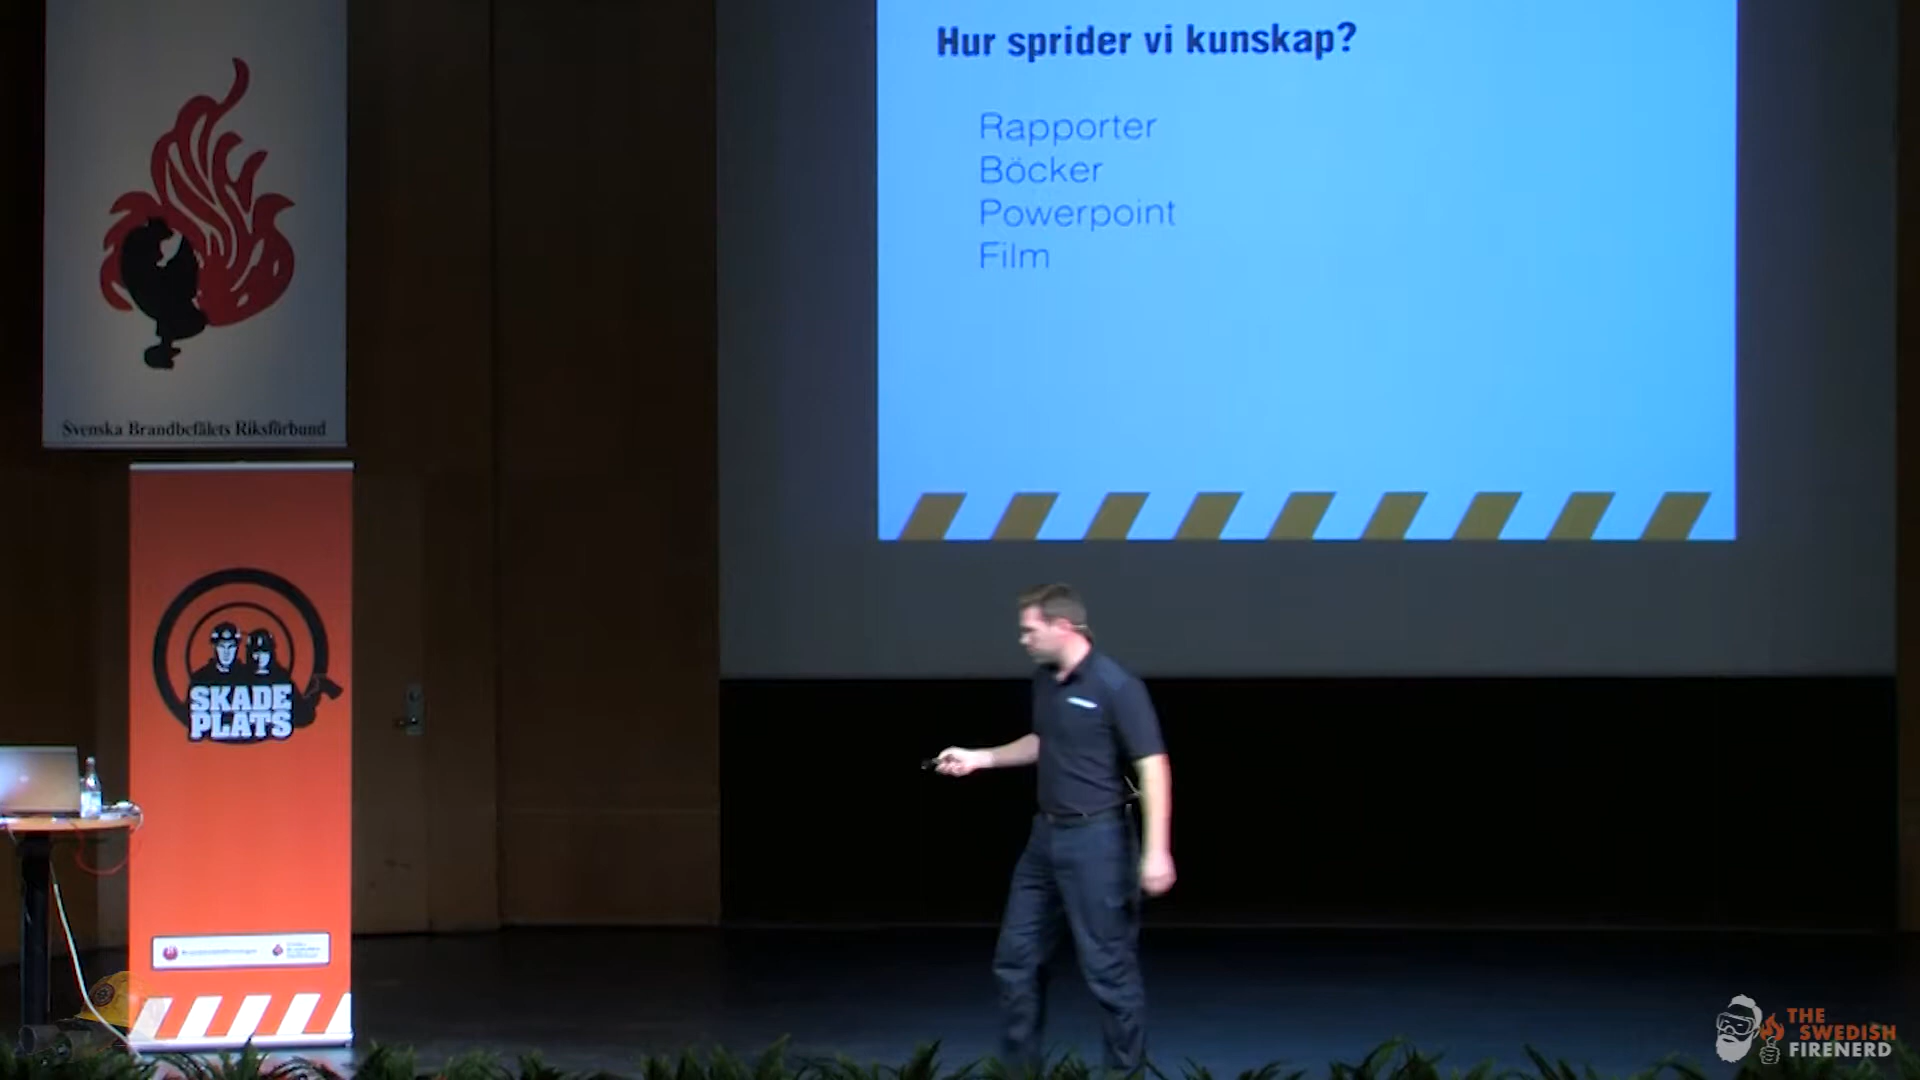 Hur sprider vi kunskap?
Rapporter
Böcker
Powerpoint
Film
Svenska Brandbefälets Riksförbund
SKADE
PLATS
THE
SWEDISH
FIRENERD